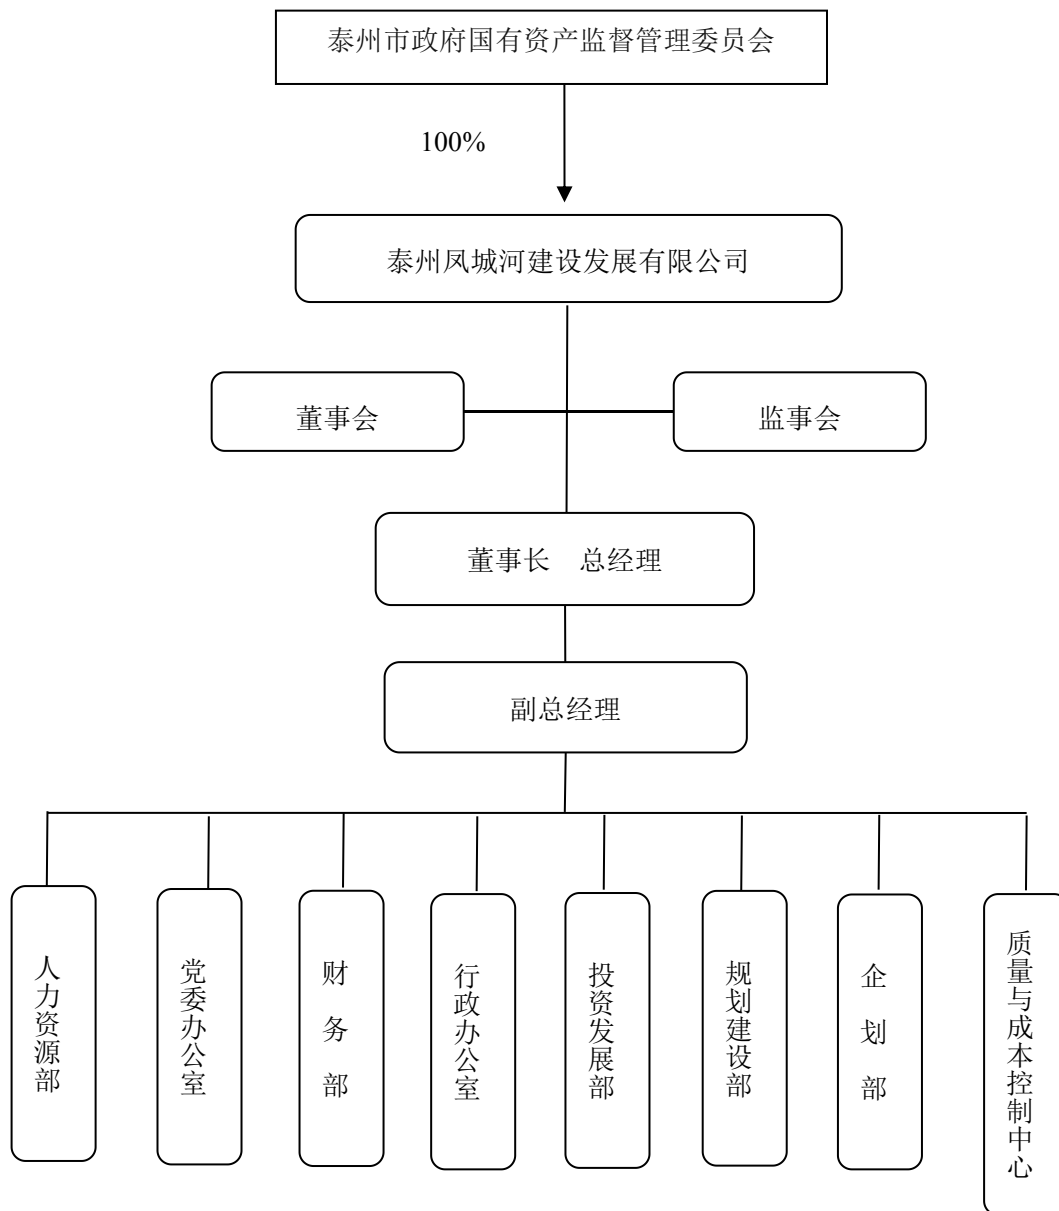 泰州市政府国有资产监督管理委员会
100%
泰州凤城河建设发展有限公司
董事会
监事会
董事长 总经理
副总经理
人力资源部
党委办公室
财务部
行政办公室
投资发展部
规划建设部
企划部
质量与成本控制中心